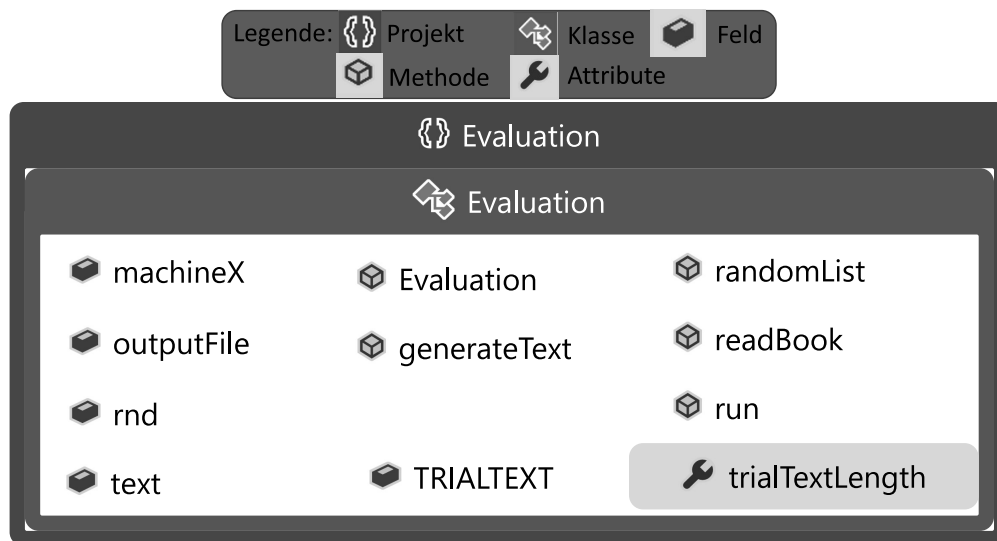 Legende: Projekt Klasse Feld
Methode Attribute
Evaluation
Evaluation
machineX Evaluation randomList
outputFile generateText readBook
rnd run
text TRIALTEXT trialTextLength